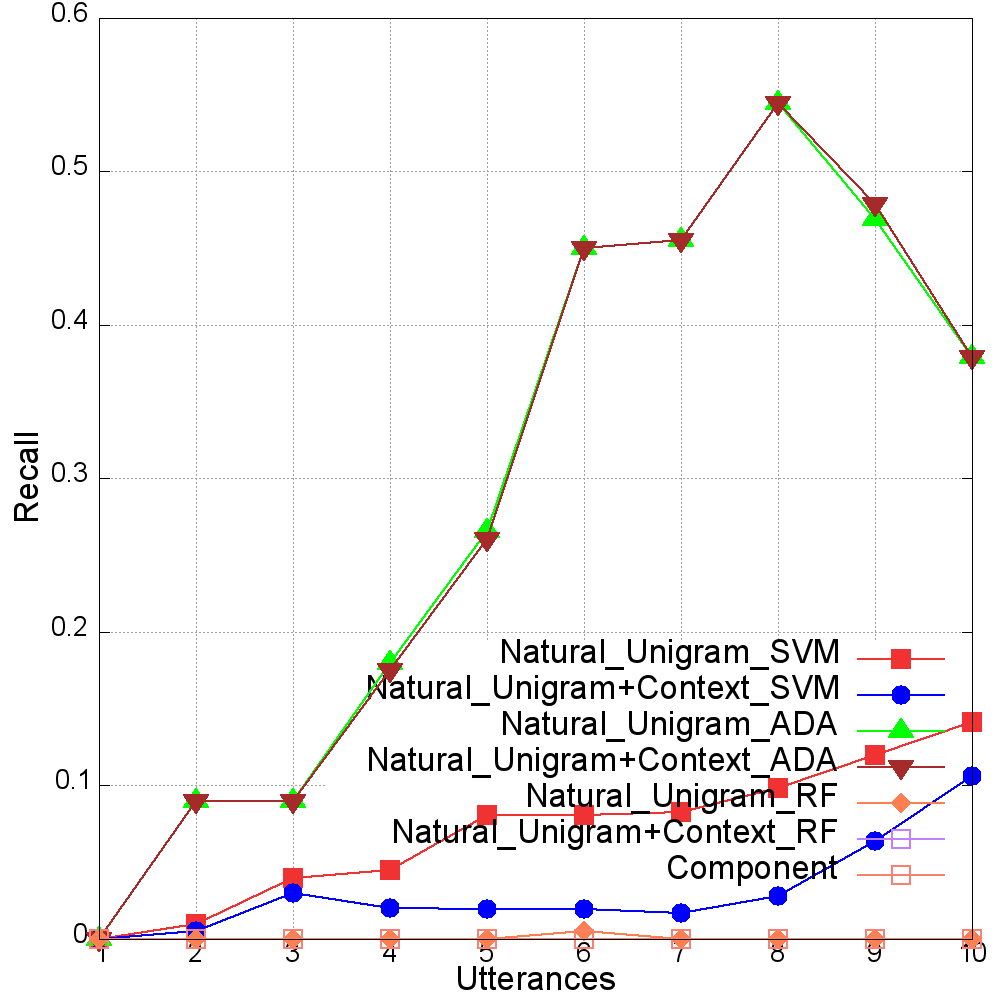 0.6
0.5
0.4
0.3
0.2
0.1
0
Recall
Natural_Unigram_SVM
Natural_Unigram+Context_SVM
Natural_Unigram_ADA
Natural_Unigram+Context_ADA
Natural_Unigram_RF
Natural_Unigram+Context_RF
Component
1 2 3 4 5 6 7 8 9 10
Utterances